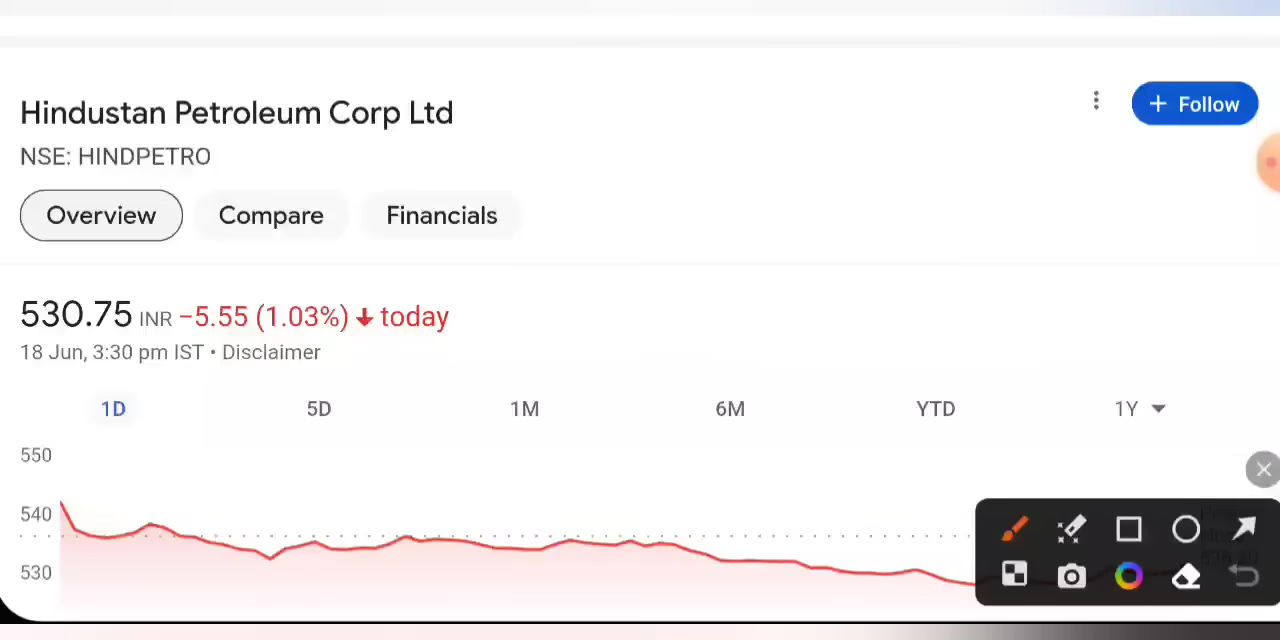 Hindustan Petroleum Corp Ltd
+ Follow
NSE: HINDPETRO
Overview Compare Financials
530.75 INR −5.55 (1.03%) ↓ today
18 Jun, 3:30 pm IST • Disclaimer
1D 5D 1M 6M YTD 1Y
550
540
530